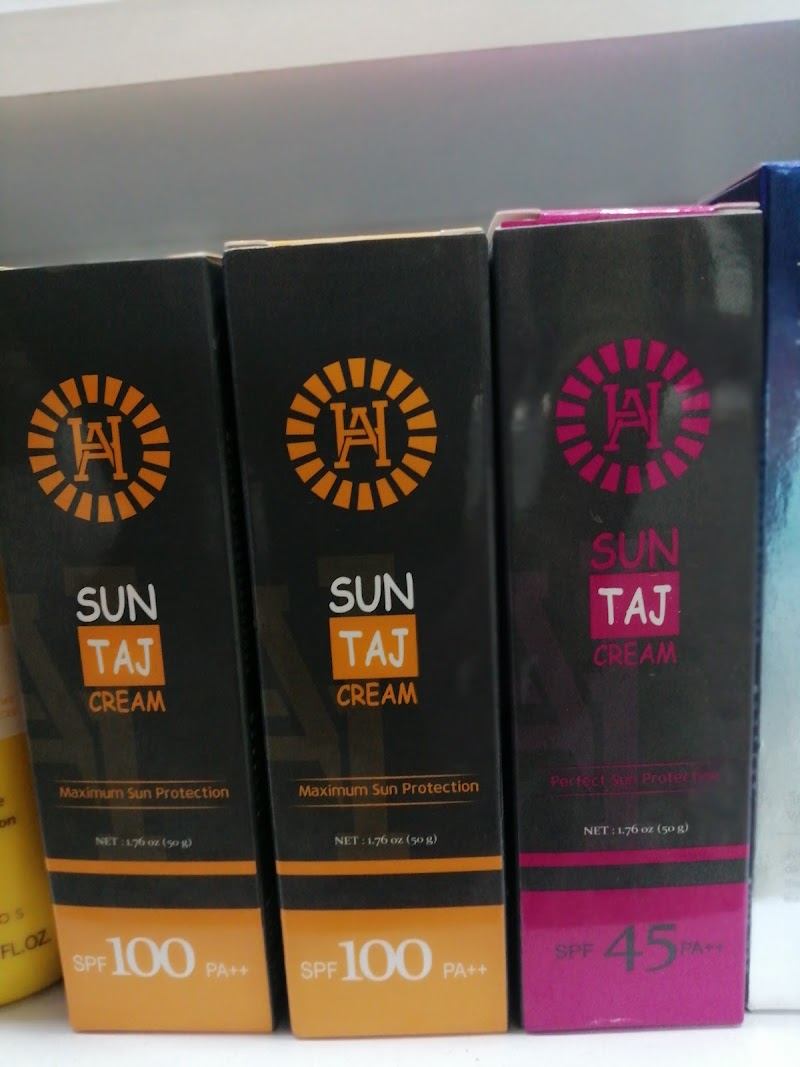 SUN
TAJ
CREAM
Maximum Sun Protection
NET : 1.76 oz (50 g)
SPF 100 PA++
SUN
TAJ
CREAM
Maximum Sun Protection
NET : 1.76 oz (50 g)
SPF 100 PA++
SUN
TAJ
CREAM
Perfect Sun Protection
NET : 1.76 oz (50 g)
SPF 45 PA++
FL.OZ